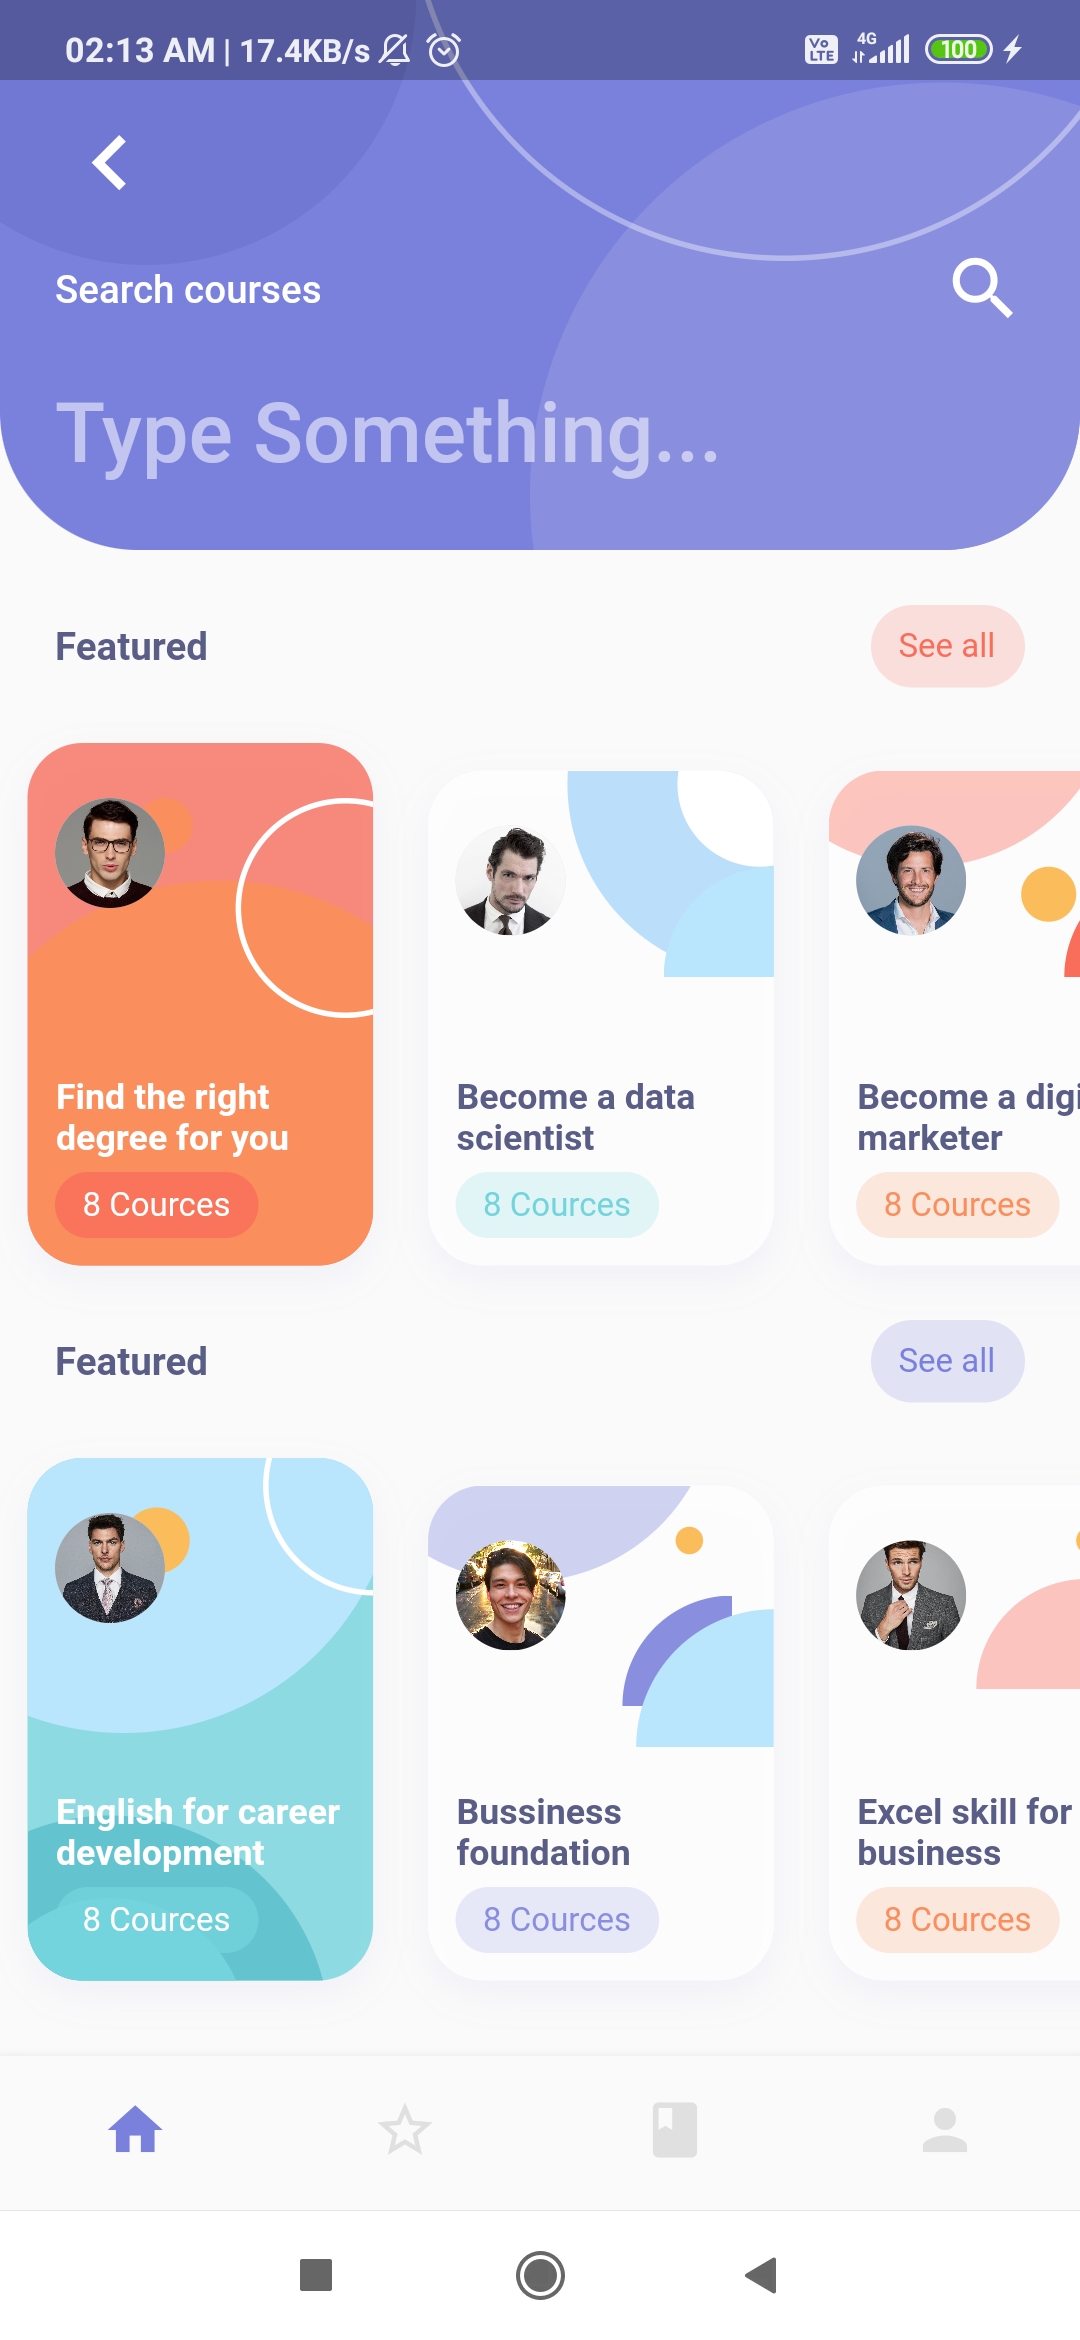 02:13 AM | 17.4KB/s
Vo LTE 4G 100
Search courses
Type Something...
Featured
See all
Find the right
degree for you
8 Cources
Become a data
scientist
8 Cources
Become a digi
marketer
8 Cources
Featured
See all
English for career
development
8 Cources
Bussiness
foundation
8 Cources
Excel skill for
business
8 Cources